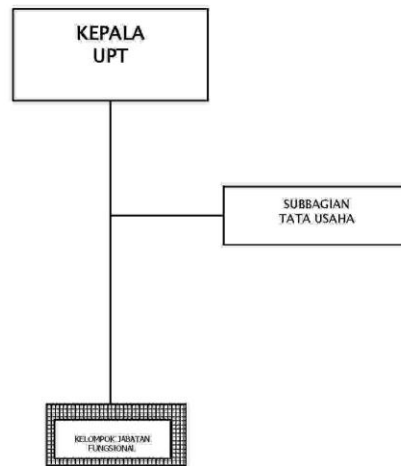 KEPALA
UPT
SUBBAGIAN
TATA USAHA
KELOMPOK JABATAN
FUNGSIONAL